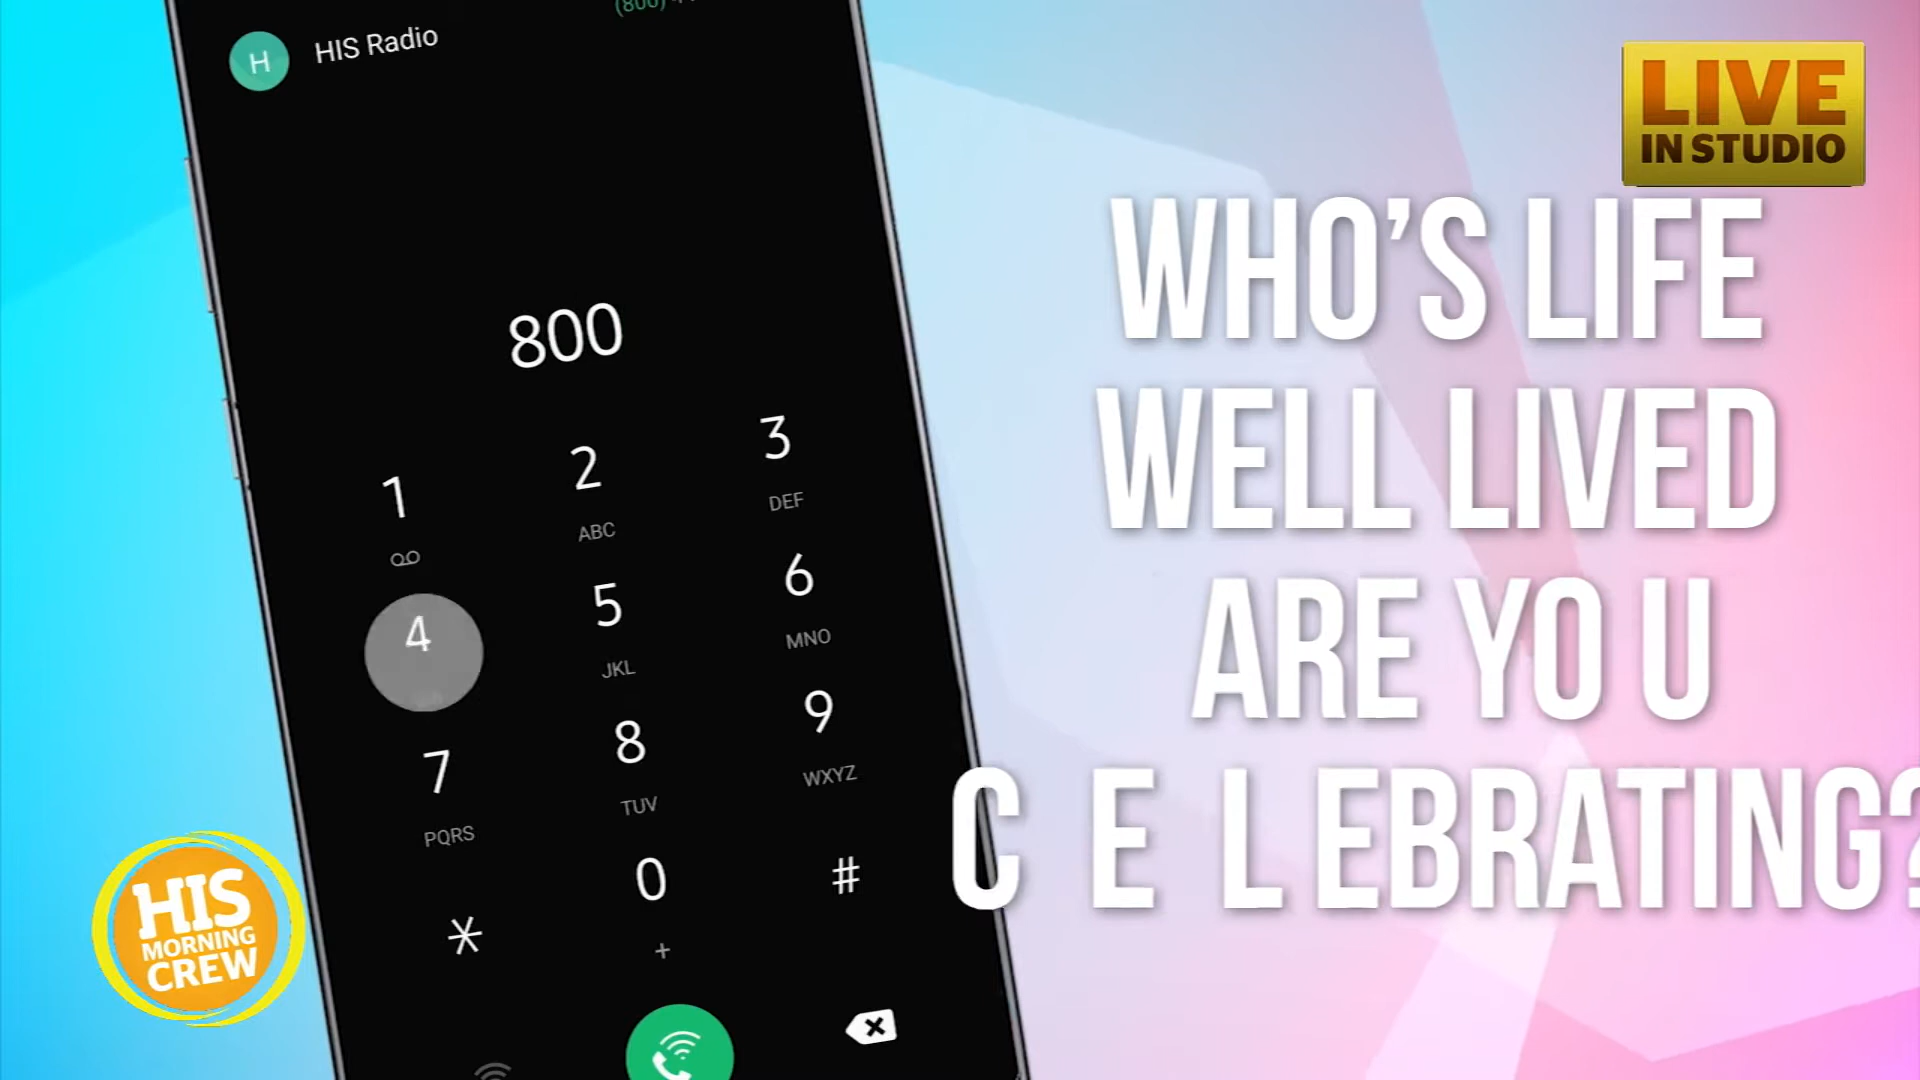 (800)
H HIS Radio
LIVE
IN STUDIO
WHO'S LIFE
WELL LIVED
ARE YO U
C E L EBRATING?
800
1 2 3
ABC DEF
4 5 6
JKL MNO
7 8 9
PQRS TUV WXYZ
* 0 #
+
HIS
MORNING
CREW